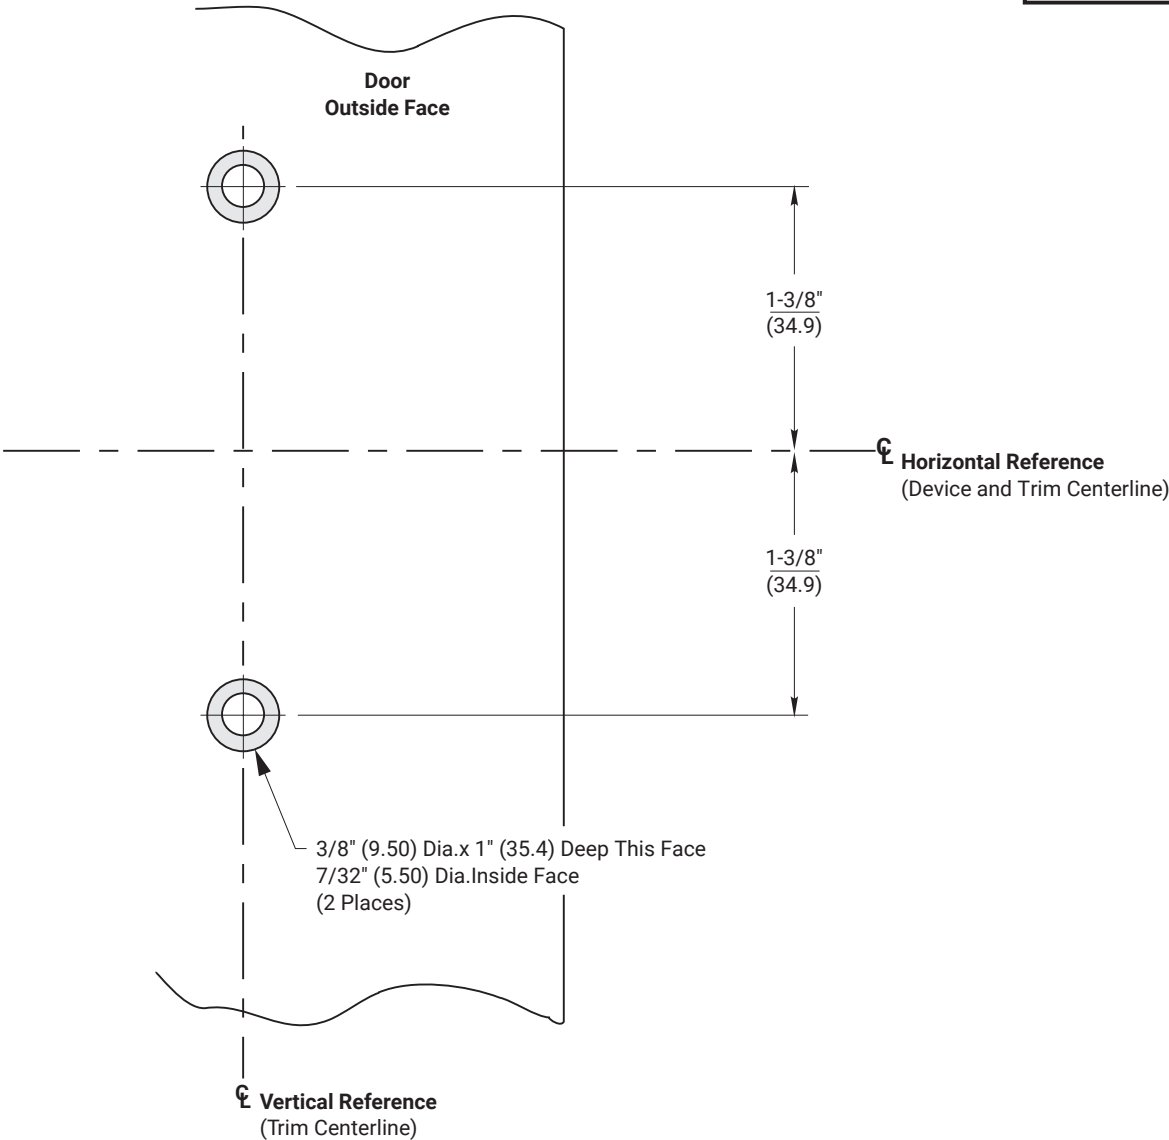 Door
Outside Face
1-3/8"
(34.9)
℄ Horizontal Reference
(Device and Trim Centerline)
1-3/8"
(34.9)
3/8" (9.50) Dia.x 1" (35.4) Deep This Face
7/32" (5.50) Dia.Inside Face
(2 Places)
℄ Vertical Reference
(Trim Centerline)